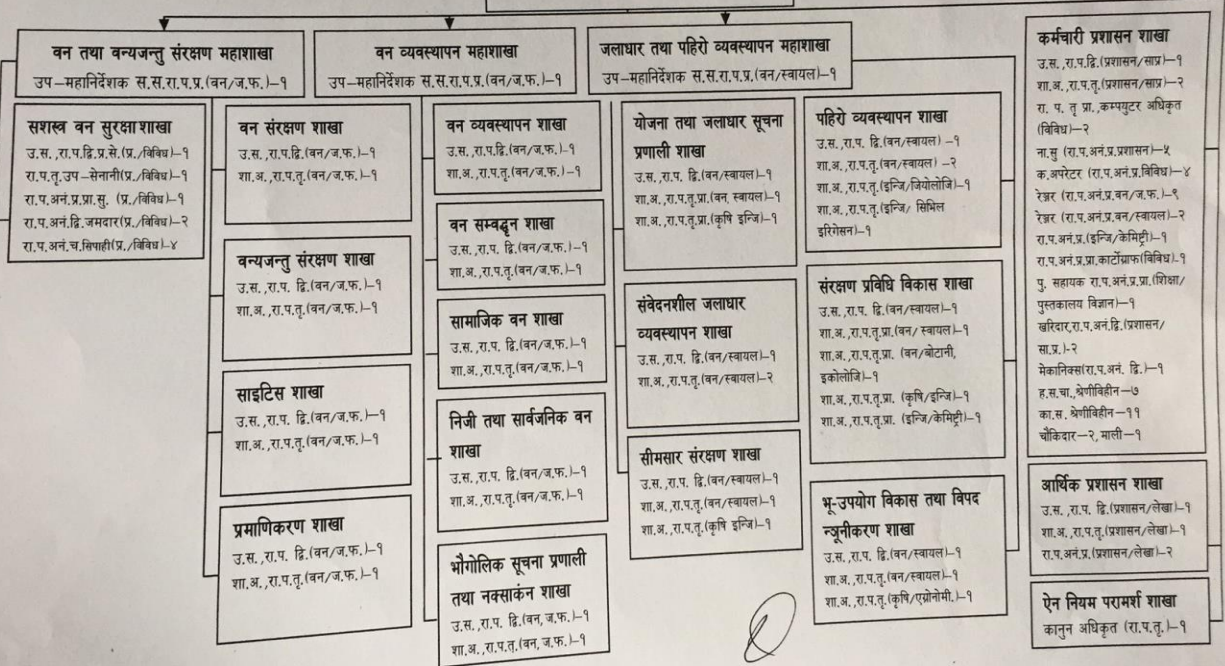 वन तथा वन्यजन्तु संरक्षण महाशाखा
उप-महानिर्देशक स.स.रा.प.प्र.(वन/ज.फ.)-१
वन व्यवस्थापन महाशाखा
उप-महानिर्देशक स.स.रा.प.प्र.(वन/ज.फ.)-१
जलाधार तथा पहिरो व्यवस्थापन महाशाखा
उप-महानिर्देशक स.स.रा.प.प्र.(वन/स्वायल)-१
सशस्त्र वन सुरक्षा शाखा
उ.स.,रा.प.द्वि.प्र.से.(प्र./विविध)-१
रा.प.तृ.उप-सेनानी(प्र./विविध)-१
रा.प.अनं.प्र.प्रा.सु. (प्र./विविध)-१
रा.प.अनं.द्वि.जमदार(प्र./विविध)-२
रा.प.अनं.च.सिपाही(प्र./विविध)-४
वन संरक्षण शाखा
उ.स.,रा.प.द्वि.(वन/ज.फ.)-१
शा.अ.,रा.प.तृ.(वन/ज.फ.)-१
वन्यजन्तु संरक्षण शाखा
उ.स.,रा.प. द्वि.(वन/ज.फ.)-१
शा.अ.,रा.प.तृ.(वन/ज.फ.)-१
साइटिस शाखा
उ.स.,रा.प. द्वि.(वन/ज.फ.)-१
शा.अ.,रा.प.तृ.(वन/ज.फ.)-१
प्रमाणिकरण शाखा
उ.स.,रा.प. द्वि.(वन/ज.फ.)-१
शा.अ.,रा.प.तृ.(वन/ज.फ.)-१
वन व्यवस्थापन शाखा
उ.स.,रा.प.द्वि.(वन/ज.फ.)-१
शा.अ.,रा.प.तृ.(वन/ज.फ.)-१
वन सम्बर्द्धन शाखा
उ.स.,रा.प. द्वि.(वन/ज.फ.)-१
शा.अ.,रा.प.तृ.(वन/ज.फ.)-१
सामाजिक वन शाखा
उ.स.,रा.प. द्वि.(वन/ज.फ.)-१
शा.अ.,रा.प.तृ.(वन/ज.फ.)-१
निजी तथा सार्वजनिक वन
शाखा
उ.स.,रा.प. द्वि.(वन/ज.फ.)-१
शा.अ.,रा.प.तृ.(वन/ज.फ.)-१
भौगोलिक सूचना प्रणाली
तथा नक्साकंन शाखा
उ.स.,रा.प. द्वि.(वन,ज.फ.)-१
शा.अ.,रा.प.तृ.(वन,ज.फ.)-१
योजना तथा जलाधार सूचना
प्रणाली शाखा
उ.स.,रा.प. द्वि.(वन/स्वायल)-१
शा.अ.,रा.प.तृ.प्रा.(वन, स्वायल)-१
शा.अ.,रा.प.तृ.प्रा.(कृषि इन्जि)-१
संवेदनशील जलाधार
व्यवस्थापन शाखा
उ.स.,रा.प. द्वि.(वन/स्वायल)-१
शा.अ.,रा.प.तृ.(वन/स्वायल)-२
सीमसार संरक्षण शाखा
उ.स.,रा.प. द्वि.(वन/स्वायल)-१
शा.अ.,रा.प.तृ.(वन/स्वायल)-१
शा.अ.,रा.प.तृ.(कृषि इन्जि)-१
पहिरो व्यवस्थापन शाखा
उ.स.,रा.प. द्वि.(वन/स्वायल) -१
शा.अ.,रा.प.तृ.(वन/स्वायल) -२
शा.अ.,रा.प.तृ.(इन्जि/जियोलोजि)-१
शा.अ.,रा.प.तृ.(इन्जि/ सिभिल
इरिगेसन)-१
संरक्षण प्रविधि विकास शाखा
उ.स.,रा.प. द्वि.(वन/स्वायल)-१
शा.अ.,रा.प.तृ.प्रा.(वन/ स्वायल)-१
शा.अ.,रा.प.तृ.प्रा. (वन/बोटानी,
इकोलोजि)-१
शा.अ.,रा.प.तृ.प्रा. (कृषि/इन्जि)-१
शा.अ.,रा.प.तृ.प्रा. (इन्जि/केमिष्ट्री)-१
भू-उपयोग विकास तथा विपद
न्यूनीकरण शाखा
उ.स.,रा.प. द्वि.(वन/स्वायल)-१
शा.अ.,रा.प.तृ.(वन/स्वायल)-१
शा.अ.,रा.प.तृ.(कृषि/एग्रोनोमी.)-१
कर्मचारी प्रशासन शाखा
उ.स.,रा.प.द्वि.(प्रशासन/साप्र)-१
शा.अ.,रा.प.तृ.(प्रशासन/साप्र)-२
रा. प. तृ प्रा.,कम्पयुटर अधिकृत
(विविध)-२
ना.सु (रा.प.अनं.प्र.प्रशासन)-५
क.अपरेटर (रा.प.अनं.प्र.विविध)-४
रेञ्जर (रा.प.अनं.प्र.वन/ज.फ.)-९
रेञ्जर (रा.प.अनं.प्र.वन/स्वायल)-२
रा.प.अनं.प्र.(इन्जि/केमिष्ट्री)-१
रा.प.अनं.प्र.प्रा.कार्टोग्राफ(विविध)-१
पु. सहायक रा.प.अनं.प्र.प्रा.(शिक्षा/
पुस्तकालय विज्ञान)-१
खरिदार,रा.प.अनं.द्वि.(प्रशासन/
सा.प्र.)-२
मेकानिक्स(रा.प.अनं. द्वि.)-१
ह.स.चा.,श्रेणीविहीन-७
का.स. श्रेणीविहीन-११
चौकिदार-२, माली-१
आर्थिक प्रशासन शाखा
उ.स.,रा.प. द्वि.(प्रशासन/लेखा)-१
शा.अ.,रा.प.तृ.(प्रशासन/लेखा)-१
रा.प.अनं.प्र.(प्रशासन/लेखा)-२
ऐन नियम परामर्श शाखा
कानुन अधिकृत (रा.प.तृ.)-१